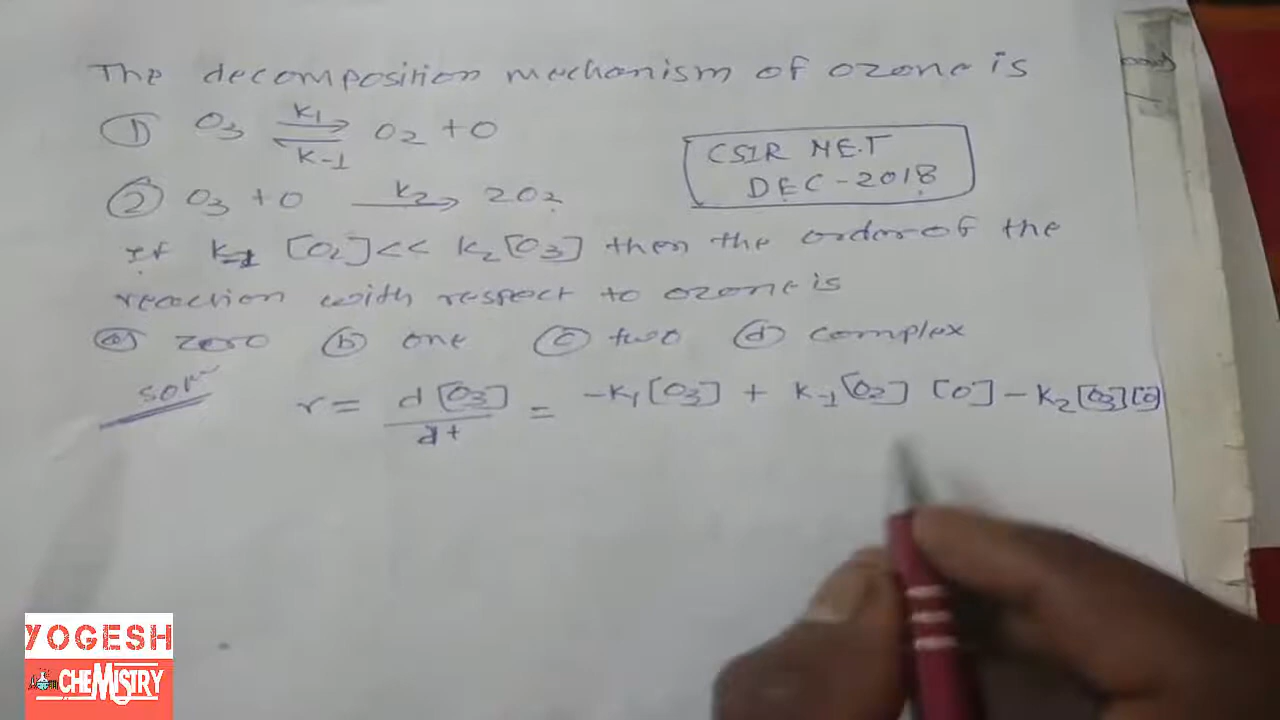 The decomposition mechanism of ozone is
① O3 ⇌ O2 + O
K1
K-1
CSIR NET
DEC-2018
② O3 + O →K2 2O2
If K-1 [O2] << K2 [O3] then the order of the
reaction with respect to ozone is
ⓐ zero ⓑ one ⓒ two ⓓ complex
Solⁿ
r = d[O3]/dt = -K1[O3] + K-1[O2] [O] - K2[O3][O]
YOGESH
CHEMISTRY